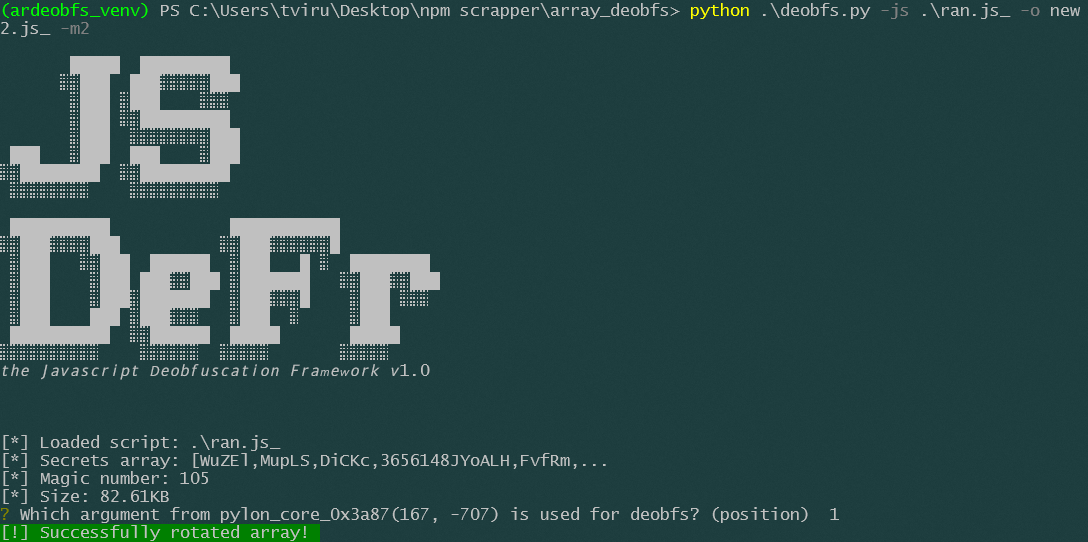 (ardeobfs_venv) PS C:\Users\tviru\Desktop\npm scrapper\array_deobfs> python .\deobfs.py -js .\ran.js_ -o new
2.js_ -m2
JS
DeFr
the Javascript Deobfuscation Framework v1.0
[*] Loaded script: .\ran.js_
[*] Secrets array: [WuZEl,MupLS,DiCKc,3656148JYoALH,FvfRm,...
[*] Magic number: 105
[*] Size: 82.61KB
? Which argument from pylon_core_0x3a87(167, -707) is used for deobfs? (position)  1
[!] Successfully rotated array!